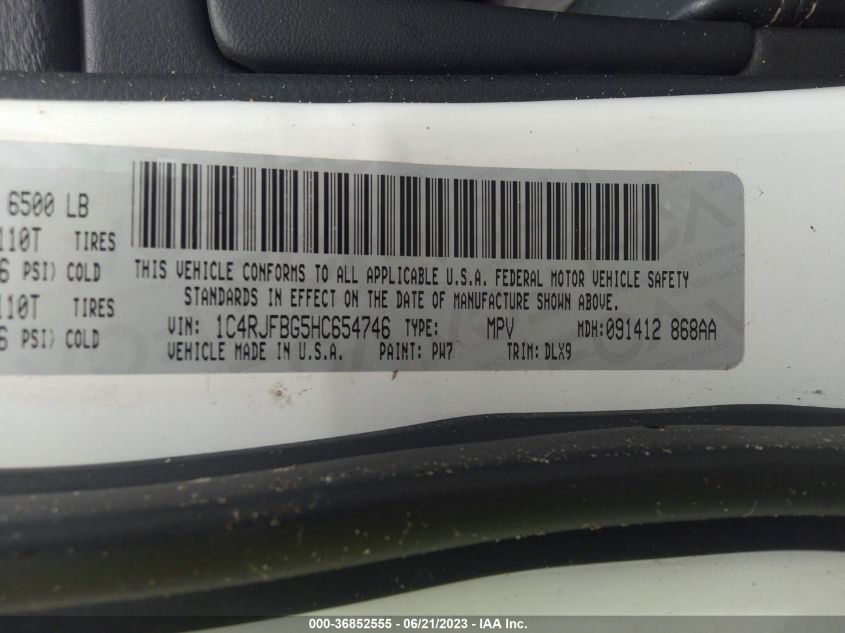 6500 LB
110T TIRES
6 PSI) COLD
110T TIRES
6 PSI) COLD
THIS VEHICLE CONFORMS TO ALL APPLICABLE U.S.A. FEDERAL MOTOR VEHICLE SAFETY
STANDARDS IN EFFECT ON THE DATE OF MANUFACTURE SHOWN ABOVE.
VIN: 1C4RJFBG5HC654746 TYPE: MPV MDH:091412 868AA
VEHICLE MADE IN U.S.A. PAINT: PW7 TRIM: DLX9
000-36852555 - 06/21/2023 - IAA Inc.